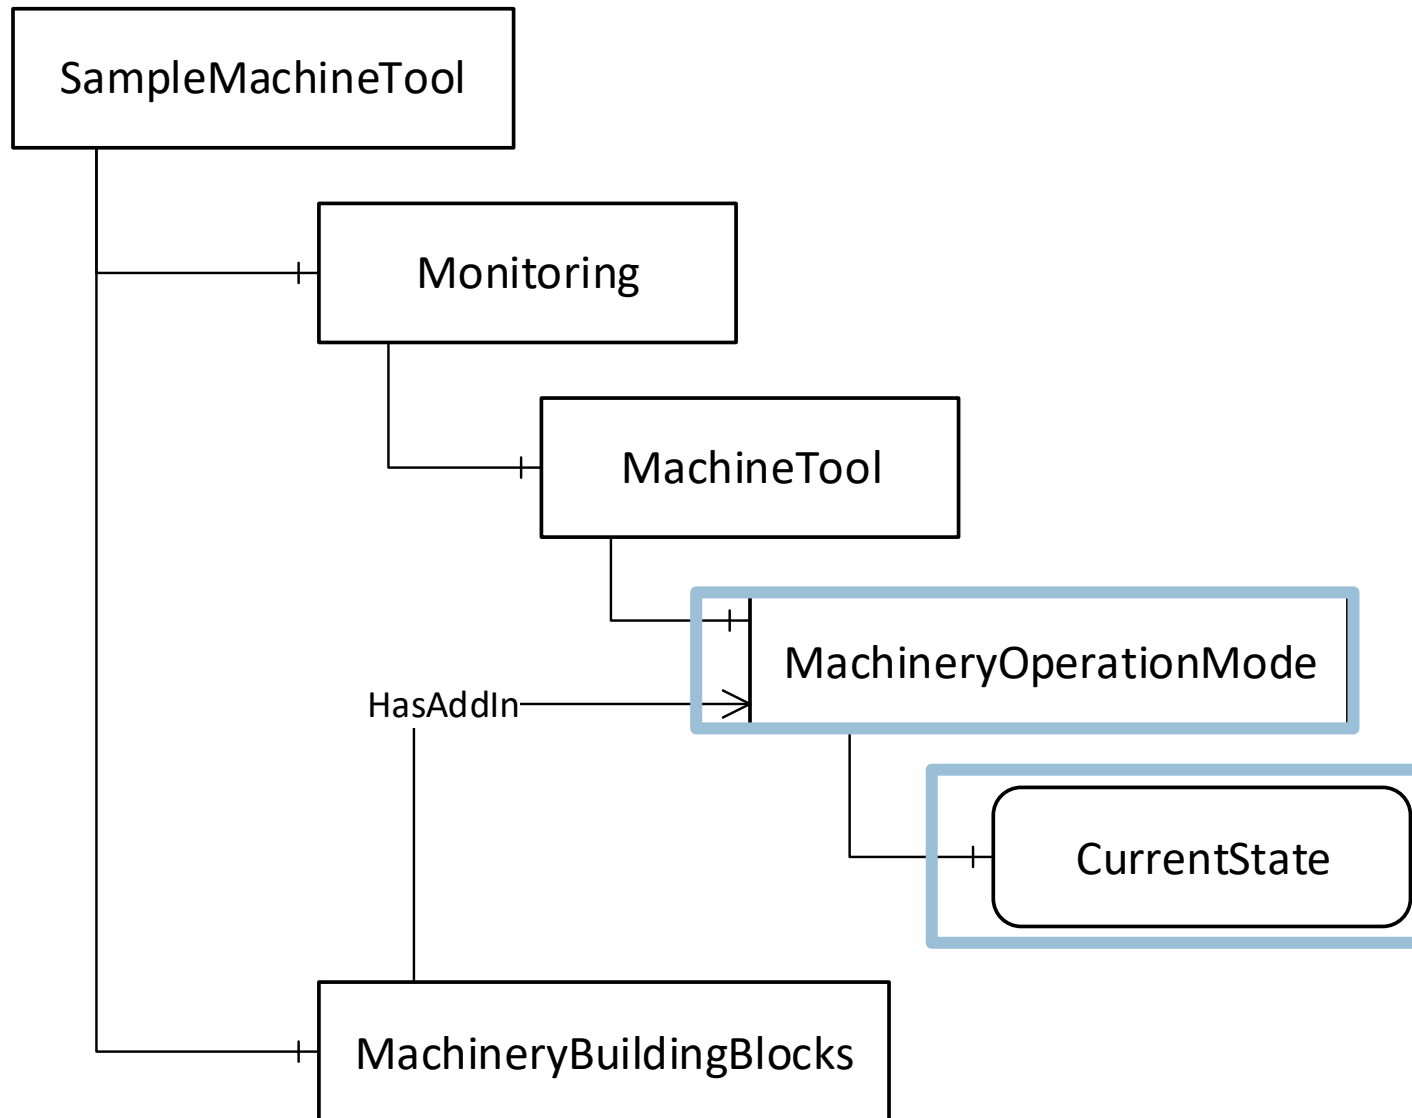 SampleMachineTool
Monitoring
MachineTool
MachineryOperationMode
HasAddIn
CurrentState
MachineryBuildingBlocks